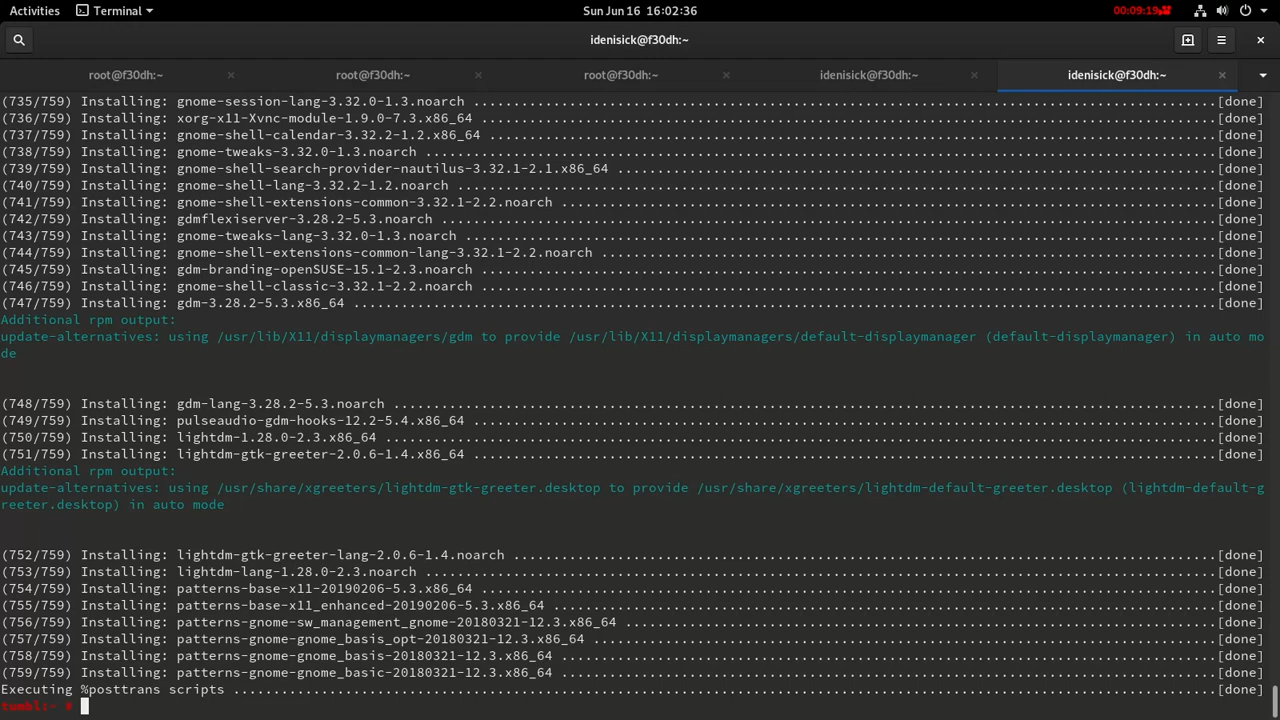 Activities Terminal Sun Jun 16 16:02:36 00:09:19
idenisick@f30dh:~
root@f30dh:~ × root@f30dh:~ × root@f30dh:~ × idenisick@f30dh:~ × idenisick@f30dh:~ ×
(735/759) Installing: gnome-session-lang-3.32.0-1.3.noarch ................................[done]
(736/759) Installing: xorg-x11-Xvnc-module-1.9.0-7.3.x86_64 ................................[done]
(737/759) Installing: gnome-shell-calendar-3.32.2-1.2.x86_64 ................................[done]
(738/759) Installing: gnome-tweaks-3.32.0-1.3.noarch ................................[done]
(739/759) Installing: gnome-shell-search-provider-nautilus-3.32.1-2.1.x86_64 ................................[done]
(740/759) Installing: gnome-shell-lang-3.32.2-1.2.noarch ................................[done]
(741/759) Installing: gnome-shell-extensions-common-3.32.1-2.2.noarch ................................[done]
(742/759) Installing: gdmflexiserver-3.28.2-5.3.noarch ................................[done]
(743/759) Installing: gnome-tweaks-lang-3.32.0-1.3.noarch ................................[done]
(744/759) Installing: gnome-shell-extensions-common-lang-3.32.1-2.2.noarch ................................[done]
(745/759) Installing: gdm-branding-openSUSE-15.1-2.3.noarch ................................[done]
(746/759) Installing: gnome-shell-classic-3.32.1-2.2.noarch ................................[done]
(747/759) Installing: gdm-3.28.2-5.3.x86_64 ................................[done]
Additional rpm output:
update-alternatives: using /usr/lib/X11/displaymanagers/gdm to provide /usr/lib/X11/displaymanagers/default-displaymanager (default-displaymanager) in auto mo
de
(748/759) Installing: gdm-lang-3.28.2-5.3.noarch ................................[done]
(749/759) Installing: pulseaudio-gdm-hooks-12.2-5.4.x86_64 ................................[done]
(750/759) Installing: lightdm-1.28.0-2.3.x86_64 ................................[done]
(751/759) Installing: lightdm-gtk-greeter-2.0.6-1.4.x86_64 ................................[done]
Additional rpm output:
update-alternatives: using /usr/share/xgreeters/lightdm-gtk-greeter.desktop to provide /usr/share/xgreeters/lightdm-default-greeter.desktop (lightdm-default-g
reeter.desktop) in auto mode
(752/759) Installing: lightdm-gtk-greeter-lang-2.0.6-1.4.noarch ................................[done]
(753/759) Installing: lightdm-lang-1.28.0-2.3.noarch ................................[done]
(754/759) Installing: patterns-base-x11-20190206-5.3.x86_64 ................................[done]
(755/759) Installing: patterns-base-x11_enhanced-20190206-5.3.x86_64 ................................[done]
(756/759) Installing: patterns-gnome-sw_management_gnome-20180321-12.3.x86_64 ................................[done]
(757/759) Installing: patterns-gnome-gnome_basis_opt-20180321-12.3.x86_64 ................................[done]
(758/759) Installing: patterns-gnome-gnome_basis-20180321-12.3.x86_64 ................................[done]
(759/759) Installing: patterns-gnome-gnome_basic-20180321-12.3.x86_64 ................................[done]
Executing %posttrans scripts ................................[done]
tumbl:~ #